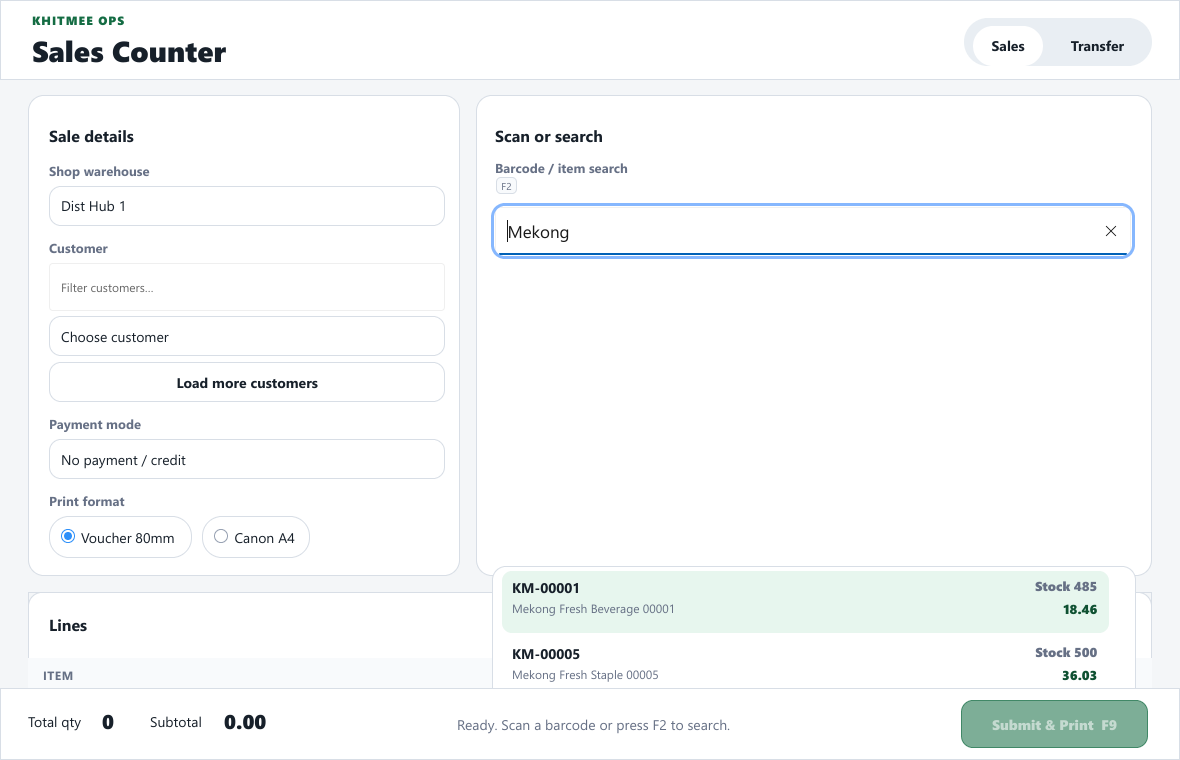 KHITMEE OPS
Sales Counter
Sales
Transfer
Sale details
Shop warehouse
Dist Hub 1
Customer
Filter customers...
Choose customer
Load more customers
Payment mode
No payment / credit
Print format
Voucher 80mm
Canon A4
Scan or search
Barcode / item search
F2
Mekong
KM-00001
Stock 485
Mekong Fresh Beverage 00001
18.46
KM-00005
Stock 500
Mekong Fresh Staple 00005
36.03
Lines
ITEM
Total qty 0 Subtotal 0.00
Ready. Scan a barcode or press F2 to search.
Submit & Print F9